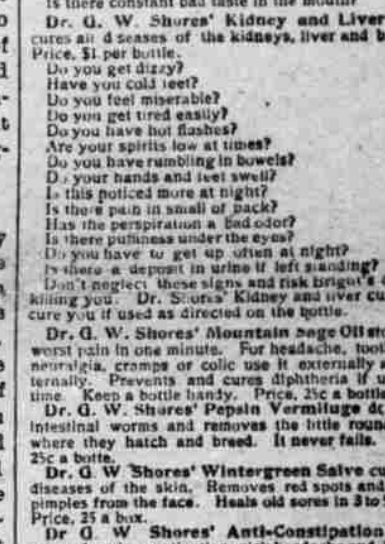 Is there constant bad taste in the mouth?
Dr. G. W. Shores' Kidney and Liver
cures all d seases of the kidneys, liver and b
Price, $1 per bottle.
Do you get dizzy?
Have you cold feet?
Do you feel miserable?
Do you get tired easily?
Do you have hot flashes?
Are your spirits low at times?
Do you have rumbling in bowels?
D, your hands and feet swell?
Is this noticed more at night?
Is there pain in small of back?
Has the perspiration a bad odor?
Is there puffiness under the eyes?
Do you have to get up often at night?
Is there a deposit in urine if left standing?
Don't neglect these signs and risk bright's
killing you. Dr. Shores' Kidney and liver cu
cure you if used as directed on the bottle.
Dr. G. W. Shores' Mountain Sage Oil
worst pain in one minute. For headache, toot
neuralgia, cramps or colic use it externally
ternally. Prevents and cures diphtheria if u
time. Keep a bottle handy. Price, 25c a bottle
Dr. G. W. Shores' Pepsin Vermifuge de
intestinal worms and removes the little roun
where they hatch and breed. It never fails.
25c a botte.
Dr. G W Shores' Wintergreen Salve cu
diseases of the skin. Removes red spots and
pimples from the face. Heals old sores in 3 to
Price, 25 a box.
Dr G W Shores' Anti-Constipation